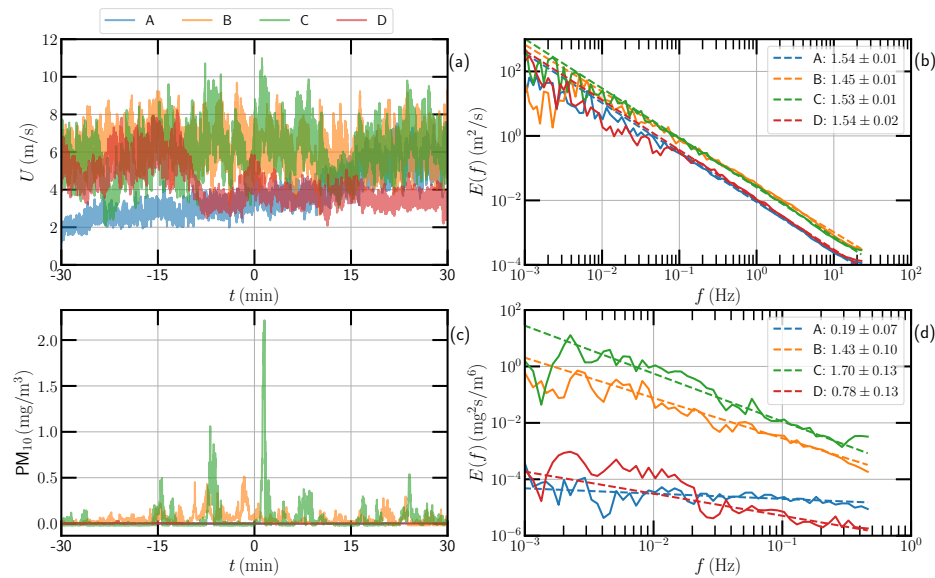 A B C D
12
10
8
6
4
2
0
U (m/s)
-30 -15 0 15 30
t (min)
(a)
10²
10⁰
10⁻²
10⁻⁴
E(f) (m²/s)
10⁻³ 10⁻² 10⁻¹ 10⁰ 10¹ 10²
f (Hz)
A: 1.54 ± 0.01
B: 1.45 ± 0.01
C: 1.53 ± 0.01
D: 1.54 ± 0.02
(b)
2.0
1.5
1.0
0.5
0.0
PM₁₀ (mg/m³)
-30 -15 0 15 30
t (min)
(c)
10²
10⁰
10⁻²
10⁻⁴
10⁻⁶
E(f) (mg²s/m⁶)
10⁻³ 10⁻² 10⁻¹ 10⁰
f (Hz)
A: 0.19 ± 0.07
B: 1.43 ± 0.10
C: 1.70 ± 0.13
D: 0.78 ± 0.13
(d)